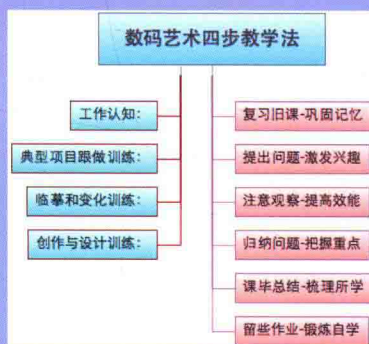 数码艺术四步教学法
工作认知：
典型项目跟做训练：
临摹和变化训练：
创作与设计训练：
复习旧课-巩固记忆
提出问题-激发兴趣
注意观察-提高效能
归纳问题-把握重点
课毕总结-梳理所学
留些作业-锻炼自学